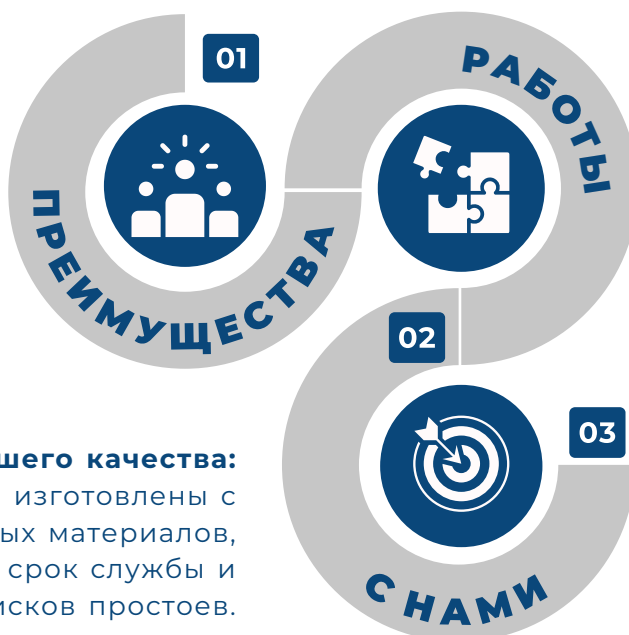 01
ПРЕИМУЩЕСТВА
РАБОТЫ
02
03
С НАМИ
шего качества:
изготовлены с
ых материалов,
срок службы и
исков простоев.